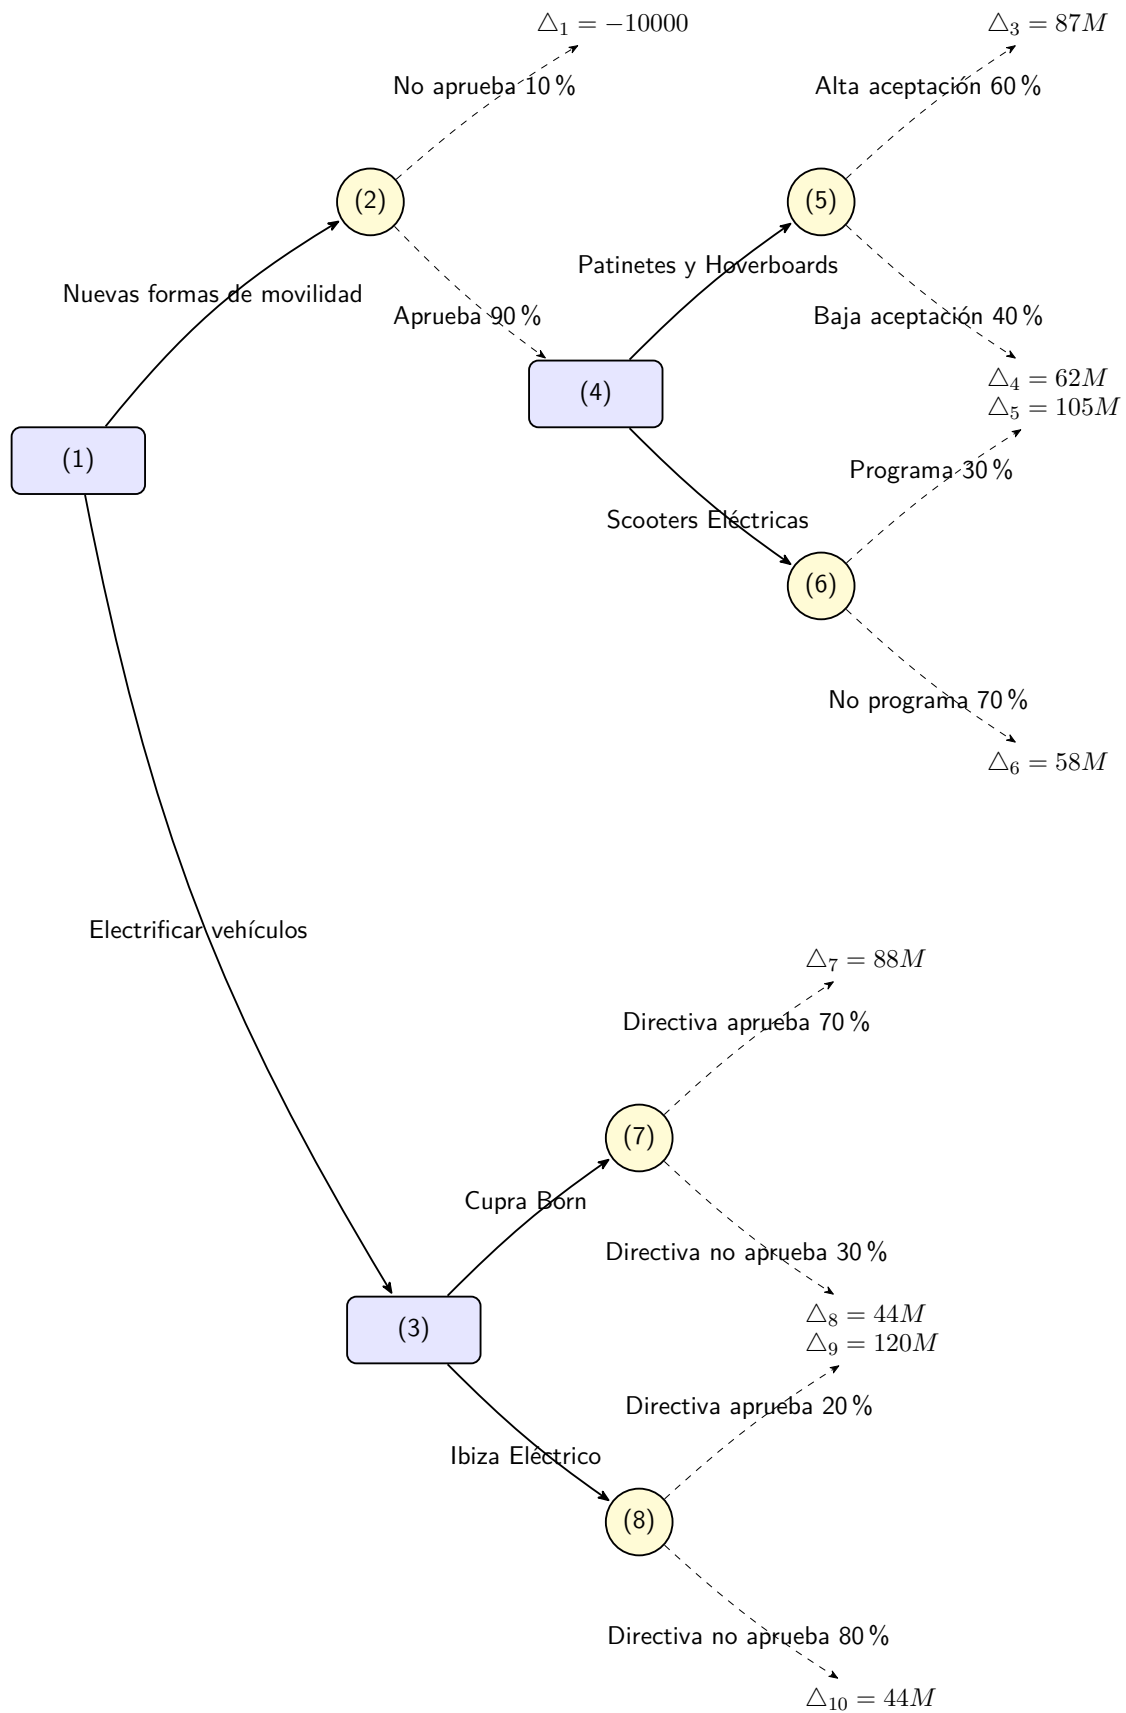 △₁ = −10000
△₃ = 87M
No aprueba 10 %
Alta aceptación 60 %
(2)
(5)
Patinetes y Hoverboards
Nuevas formas de movilidad
Aprueba 90 %
Baja aceptación 40 %
△₄ = 62M
(4)
△₅ = 105M
(1)
Programa 30 %
Scooters Eléctricas
(6)
No programa 70 %
△₆ = 58M
Electrificar vehículos
△₇ = 88M
Directiva aprueba 70 %
(7)
Cupra Born
Directiva no aprueba 30 %
△₈ = 44M
(3)
△₉ = 120M
Directiva aprueba 20 %
Ibiza Eléctrico
(8)
Directiva no aprueba 80 %
△₁₀ = 44M